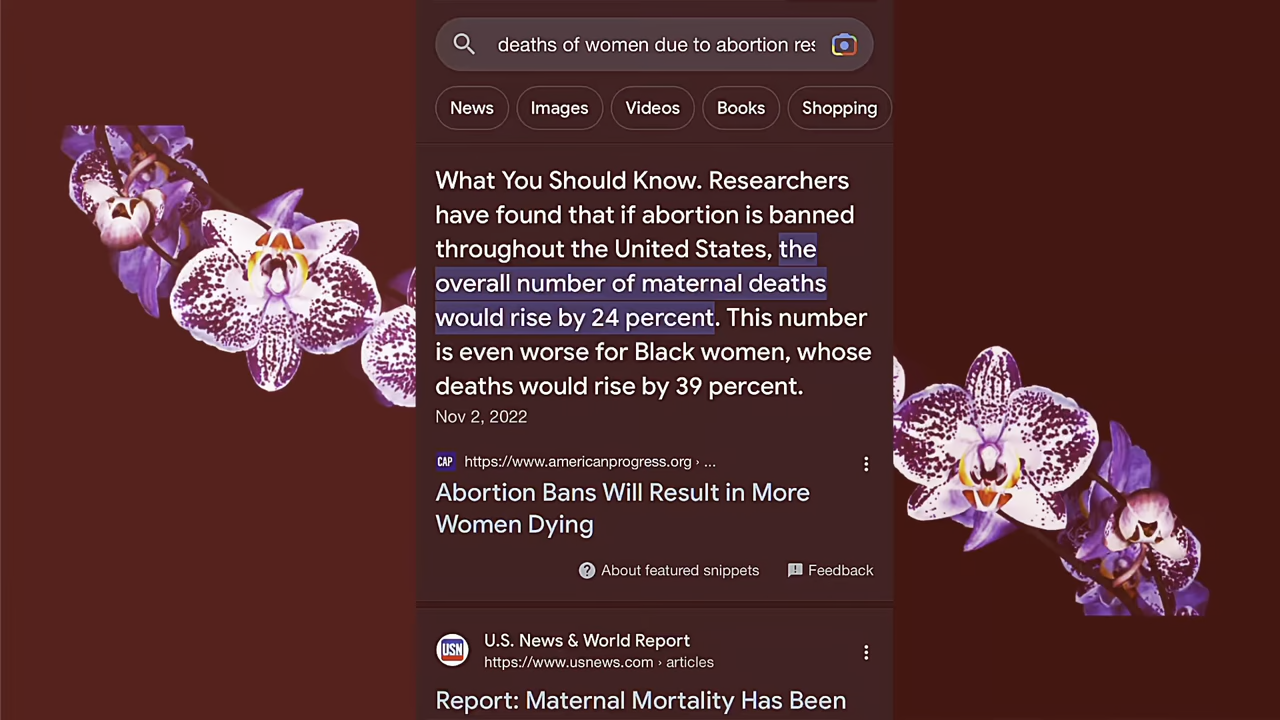 deaths of women due to abortion res
News Images Videos Books Shopping
What You Should Know. Researchers
have found that if abortion is banned
throughout the United States, the
overall number of maternal deaths
would rise by 24 percent. This number
is even worse for Black women, whose
deaths would rise by 39 percent.
Nov 2, 2022
CAP https://www.americanprogress.org › ...
Abortion Bans Will Result in More
Women Dying
About featured snippets Feedback
U.S. News & World Report
USN https://www.usnews.com › articles
Report: Maternal Mortality Has Been